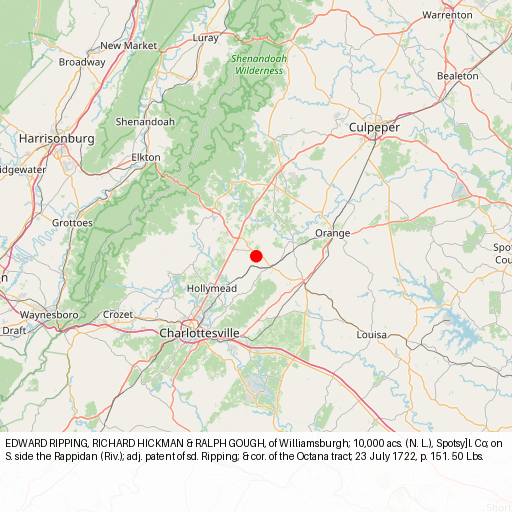 Warrenton
Luray
New Market
Shenandoah
Wilderness
Broadway
Bealeton
Shenandoah
Culpeper
Harrisonburg
Elkton
dgewater
Grottoes
Orange
Spot
Cou
n
Hollymead
Waynesboro
Crozet
Draft
Charlottesville
Louisa
EDWARD RIPPING, RICHARD HICKMAN & RALPH GOUGH, of Williamsburgh; 10,000 acs. (N. L.), Spotsy]l. Co; on
S. side the Rappidan (Riv.); adj. patent of sd. Ripping; & cor. of the Octana tract; 23 July 1722, p. 151. 50 Lbs.
Short